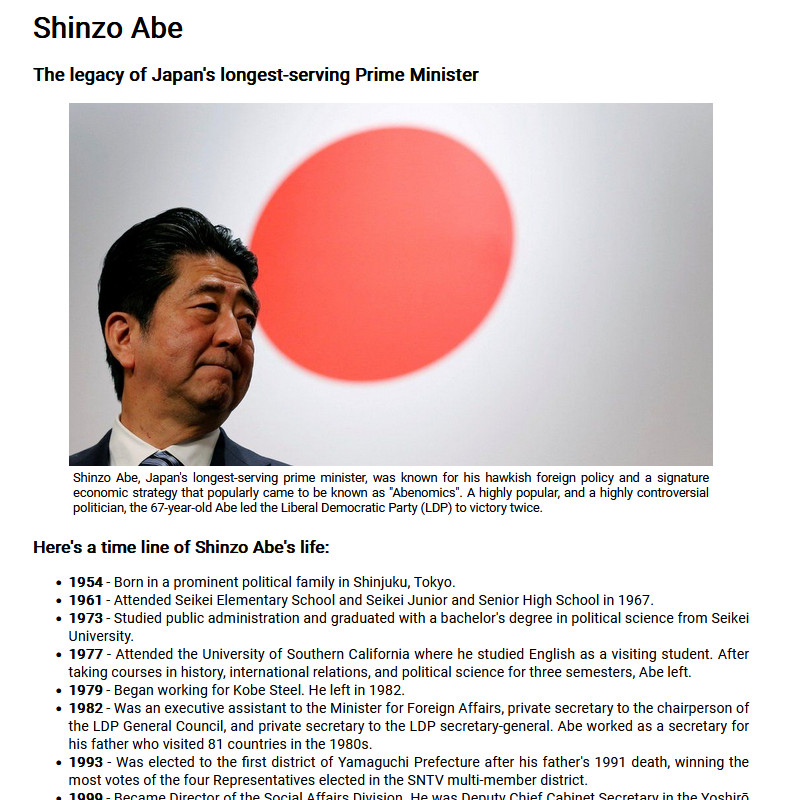 Shinzo Abe
The legacy of Japan's longest-serving Prime Minister
Shinzo Abe, Japan's longest-serving prime minister, was known for his hawkish foreign policy and a signature
economic strategy that popularly came to be known as "Abenomics". A highly popular, and a highly controversial
politician, the 67-year-old Abe led the Liberal Democratic Party (LDP) to victory twice.
Here's a time line of Shinzo Abe's life:
• 1954 - Born in a prominent political family in Shinjuku, Tokyo.
• 1961 - Attended Seikei Elementary School and Seikei Junior and Senior High School in 1967.
• 1973 - Studied public administration and graduated with a bachelor's degree in political science from Seikei
University.
• 1977 - Attended the University of Southern California where he studied English as a visiting student. After
taking courses in history, international relations, and political science for three semesters, Abe left.
• 1979 - Began working for Kobe Steel. He left in 1982.
• 1982 - Was an executive assistant to the Minister for Foreign Affairs, private secretary to the chairperson of
the LDP General Council, and private secretary to the LDP secretary-general. Abe worked as a secretary for
his father who visited 81 countries in the 1980s.
• 1993 - Was elected to the first district of Yamaguchi Prefecture after his father's 1991 death, winning the
most votes of the four Representatives elected in the SNTV multi-member district.
• 1999 - Became Director of the Social Affairs Division. He was Deputy Chief Cabinet Secretary in the Yoshirō